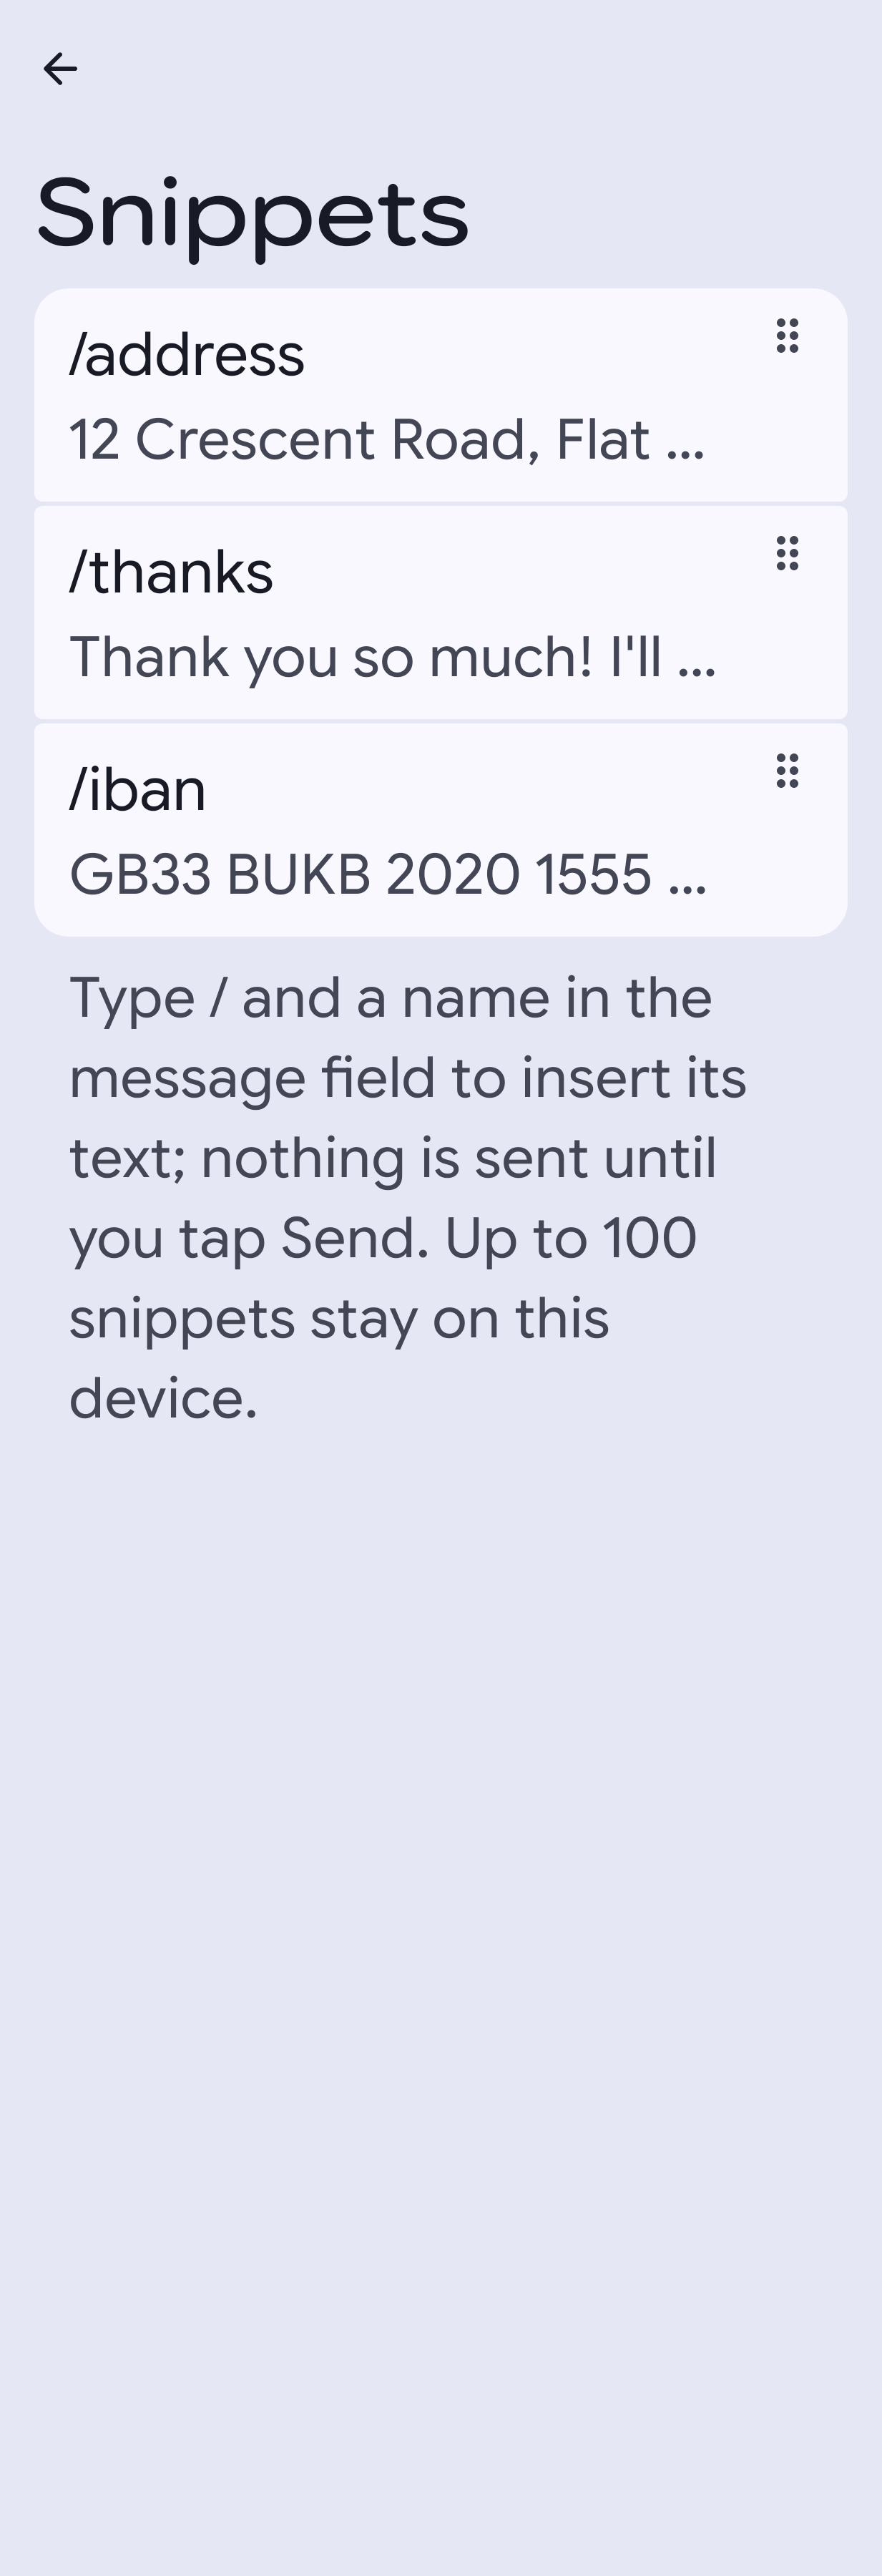 Snippets
/address
12 Crescent Road, Flat ...
/thanks
Thank you so much! I'll ...
/iban
GB33 BUKB 2020 1555 ...
Type / and a name in the
message field to insert its
text; nothing is sent until
you tap Send. Up to 100
snippets stay on this
device.